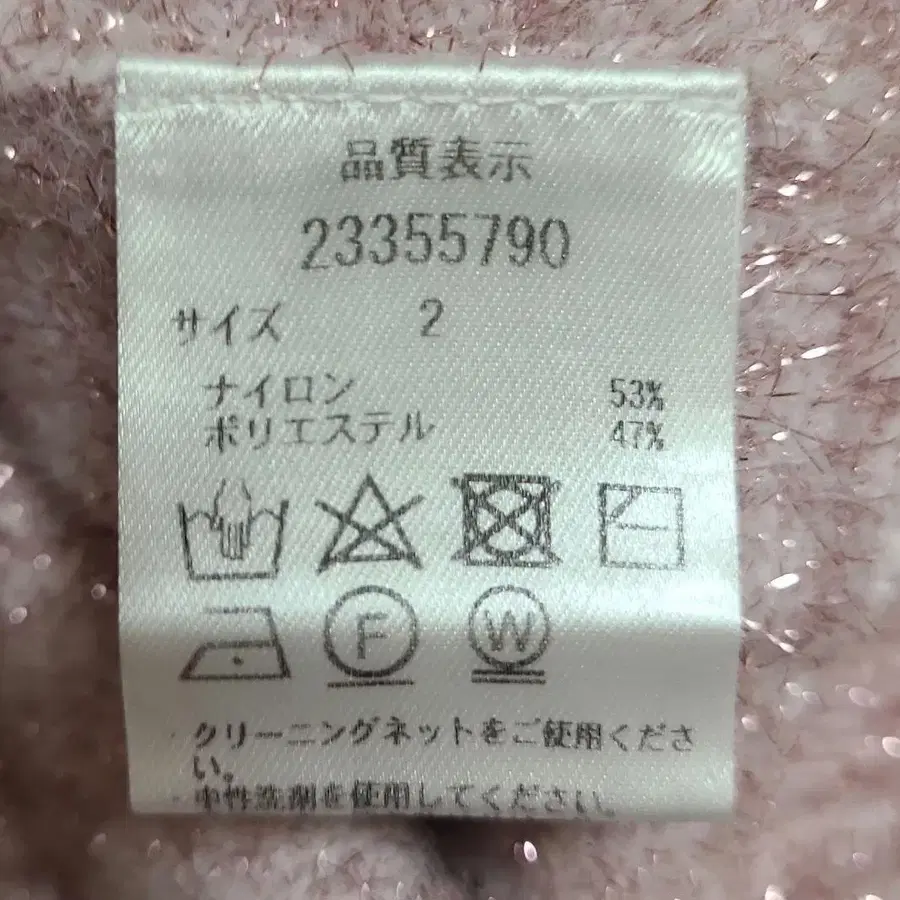 品質表示
23355790
サイズ 2
ナイロン 53%
ポリエステル 47%
F W
・クリーニングネットをご使用くださ
い。
・中性洗剤を使用してください。